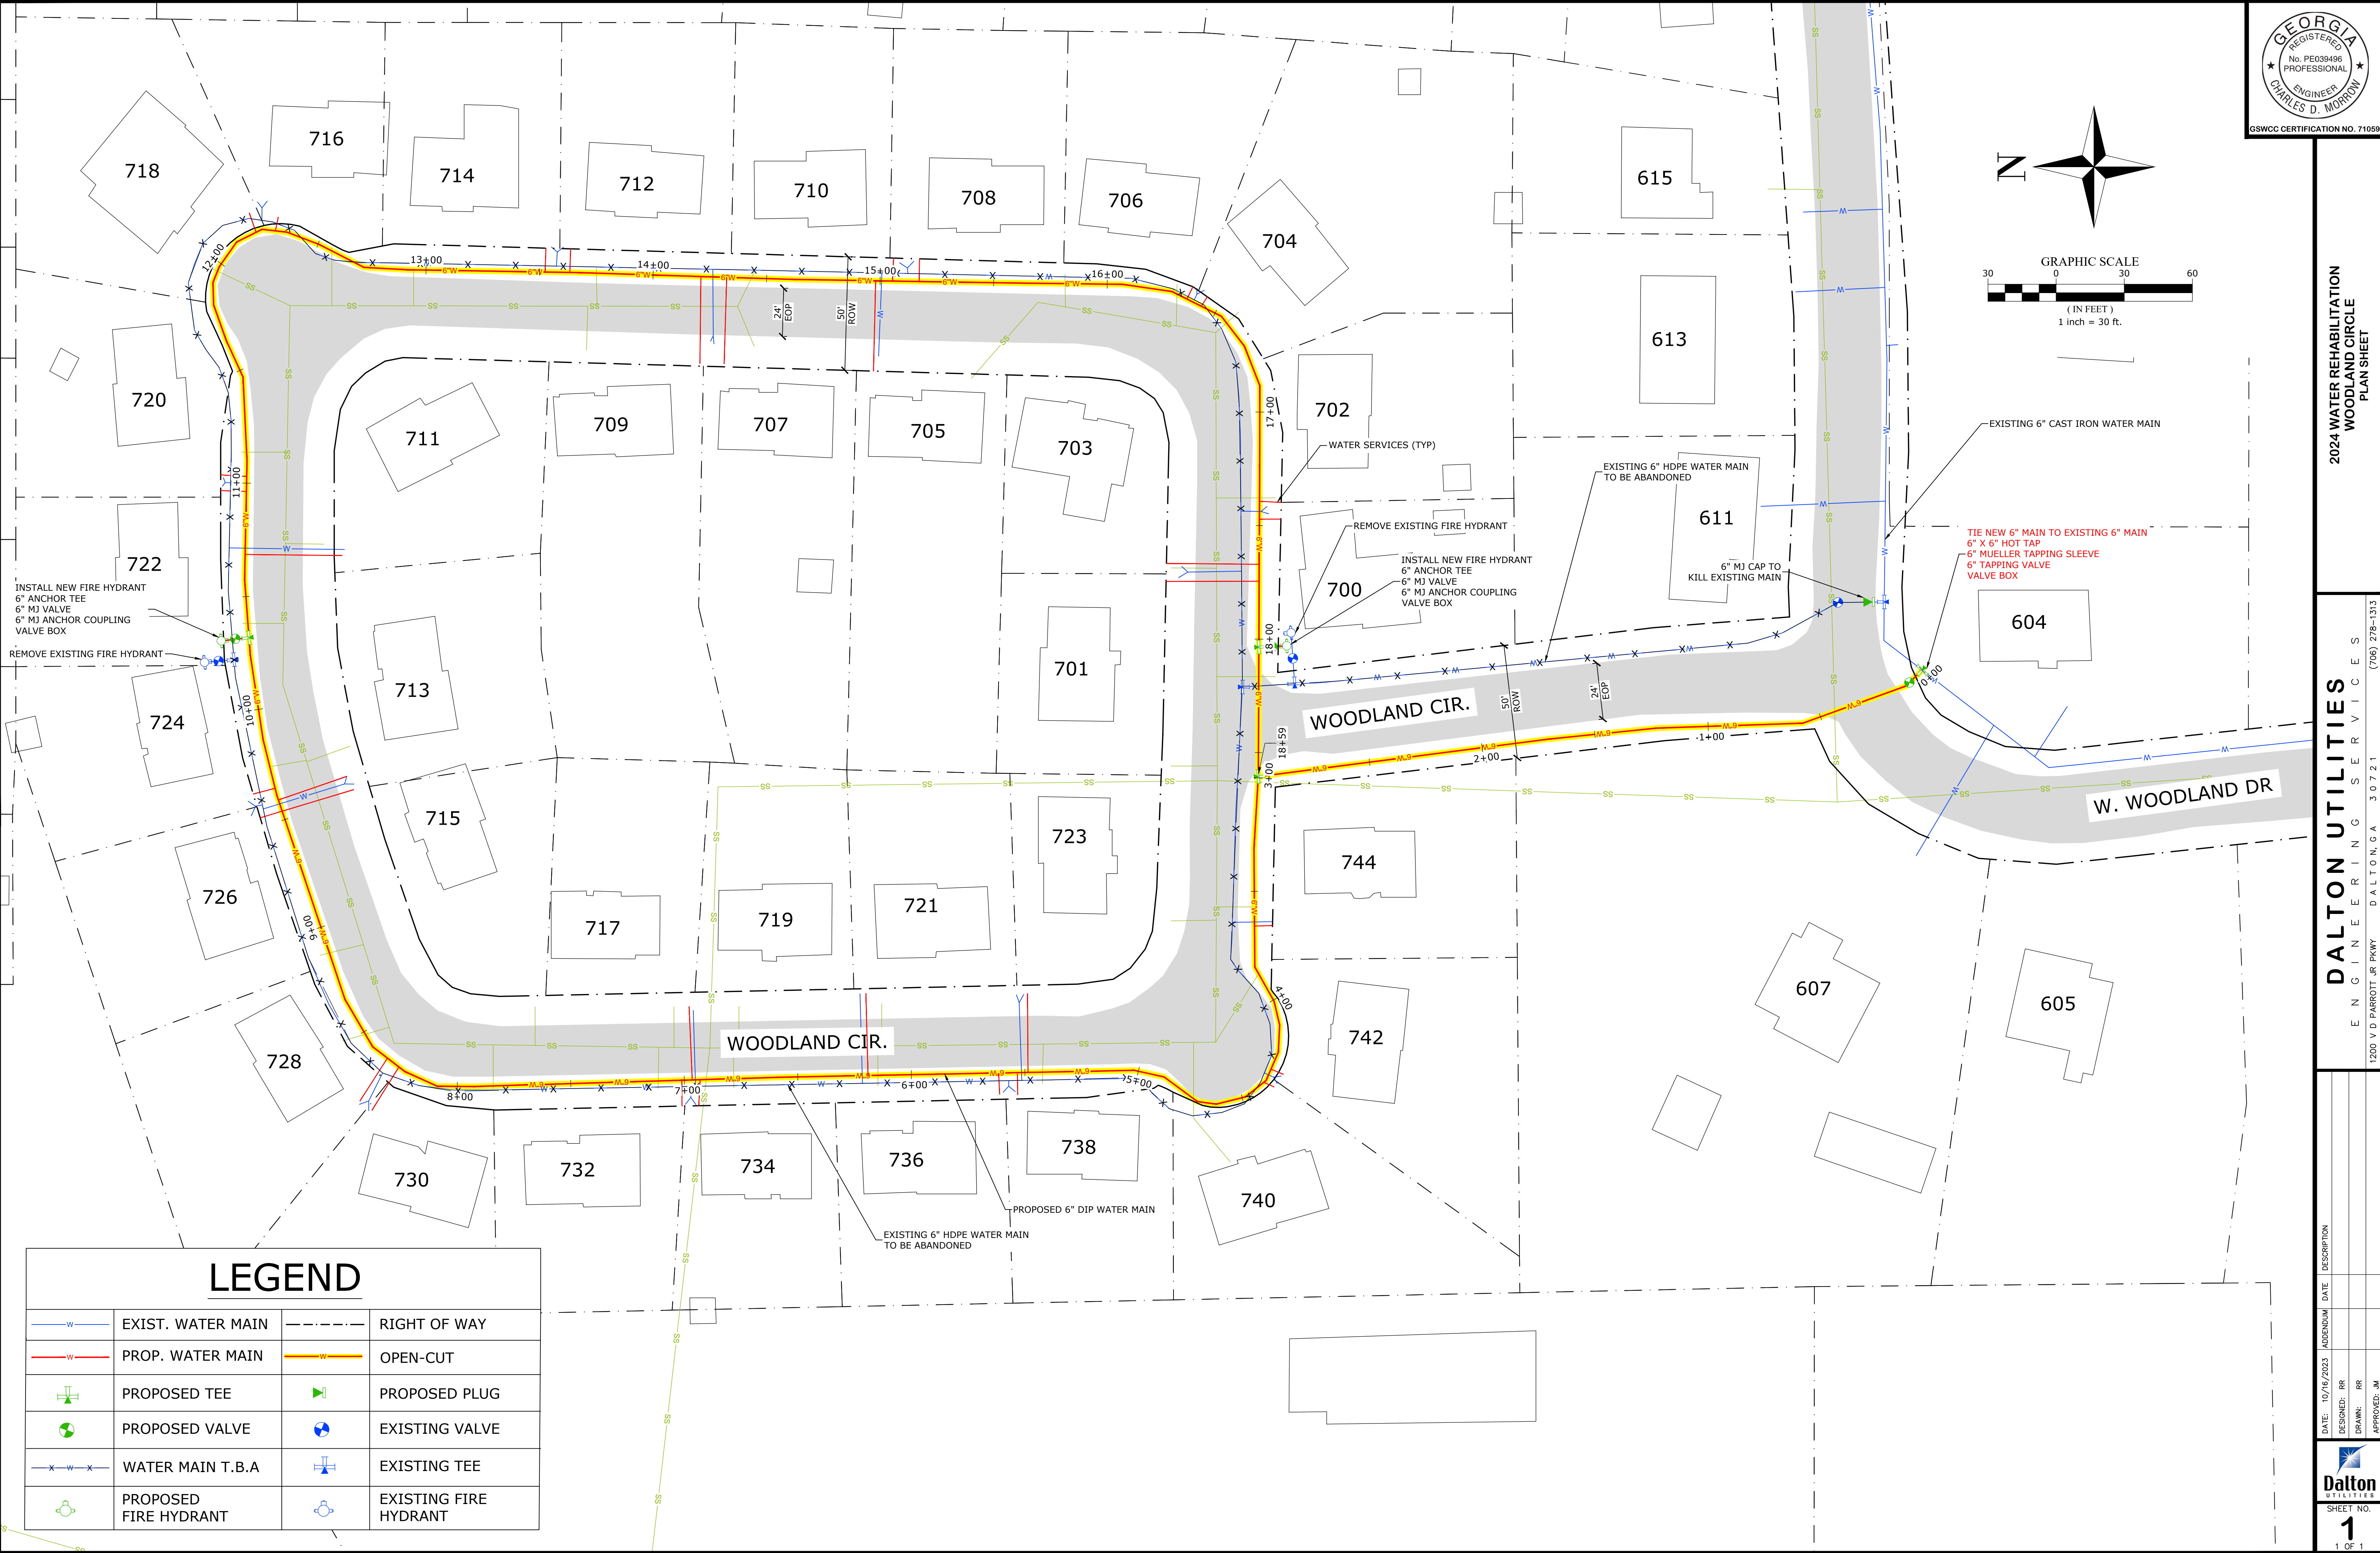 GEORGIA
REGISTERED
No. PE039496
PROFESSIONAL
ENGINEER
CHARLES D. MORROW
GSWCC CERTIFICATION NO. 71059
2024 WATER REHABILITATION
WOODLAND CIRCLE
PLAN SHEET
DALTON UTILITIES
ENGINEERING SERVICES
1200 V D PARROTT JR PKWY DALTON, GA 30721 (706) 278-1313
DATE: 10/16/2023
DESIGNED: RR
DRAWN: RR
APPROVED: JM
ADDENDUM DATE DESCRIPTION
Dalton
UTILITIES
SHEET NO.
1
1 OF 1
N
GRAPHIC SCALE
30 0 30 60
( IN FEET )
1 inch = 30 ft.
718
716
714
712
710
708
706
704
615
613
611
604
702
700
720
722
724
726
728
730
732
734
736
738
740
742
744
607
605
711
709
707
705
703
701
713
715
717
719
721
723
12+00
13+00
14+00
15+00
16+00
17+00
18+00
18+59
3+00
2+00
1+00
0+00
4+00
5+00
6+00
7+00
8+00
9+00
10+00
11+00
24'
EOP
50'
ROW
50'
ROW
24'
EOP
WATER SERVICES (TYP)
REMOVE EXISTING FIRE HYDRANT
INSTALL NEW FIRE HYDRANT
6" ANCHOR TEE
6" MJ VALVE
6" MJ ANCHOR COUPLING
VALVE BOX
EXISTING 6" HDPE WATER MAIN
TO BE ABANDONED
EXISTING 6" CAST IRON WATER MAIN
6" MJ CAP TO
KILL EXISTING MAIN
TIE NEW 6" MAIN TO EXISTING 6" MAIN
6" X 6" HOT TAP
6" MUELLER TAPPING SLEEVE
6" TAPPING VALVE
VALVE BOX
INSTALL NEW FIRE HYDRANT
6" ANCHOR TEE
6" MJ VALVE
6" MJ ANCHOR COUPLING
VALVE BOX
REMOVE EXISTING FIRE HYDRANT
WOODLAND CIR.
W. WOODLAND DR
WOODLAND CIR.
PROPOSED 6" DIP WATER MAIN
EXISTING 6" HDPE WATER MAIN
TO BE ABANDONED
LEGEND
EXIST. WATER MAIN
RIGHT OF WAY
PROP. WATER MAIN
OPEN-CUT
PROPOSED TEE
PROPOSED PLUG
PROPOSED VALVE
EXISTING VALVE
WATER MAIN T.B.A
EXISTING TEE
PROPOSED
FIRE HYDRANT
EXISTING FIRE
HYDRANT